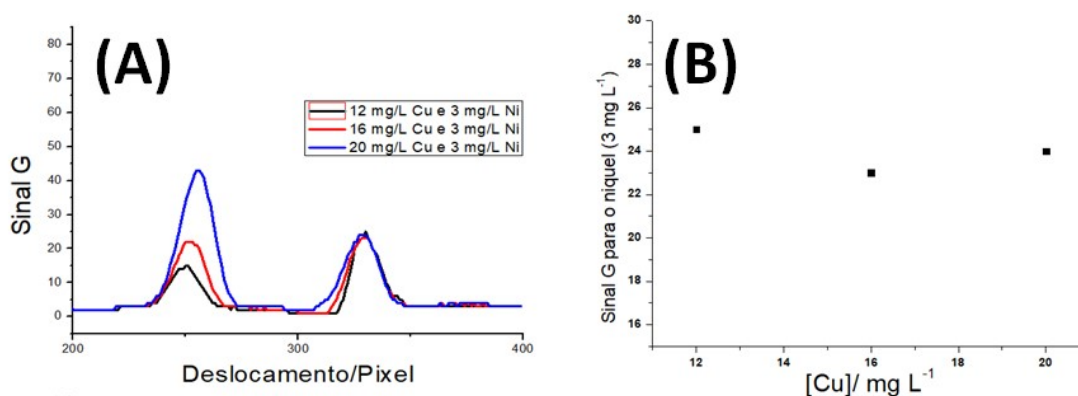 (A)
80
70
60
50
40
30
20
10
0
Sinal G
12 mg/L Cu e 3 mg/L Ni
16 mg/L Cu e 3 mg/L Ni
20 mg/L Cu e 3 mg/L Ni
200
300
400
Deslocamento/Pixel
(B)
30
28
26
24
22
20
18
16
Sinal G para o niquel (3 mg L⁻¹)
12
14
16
18
20
[Cu]/ mg L⁻¹